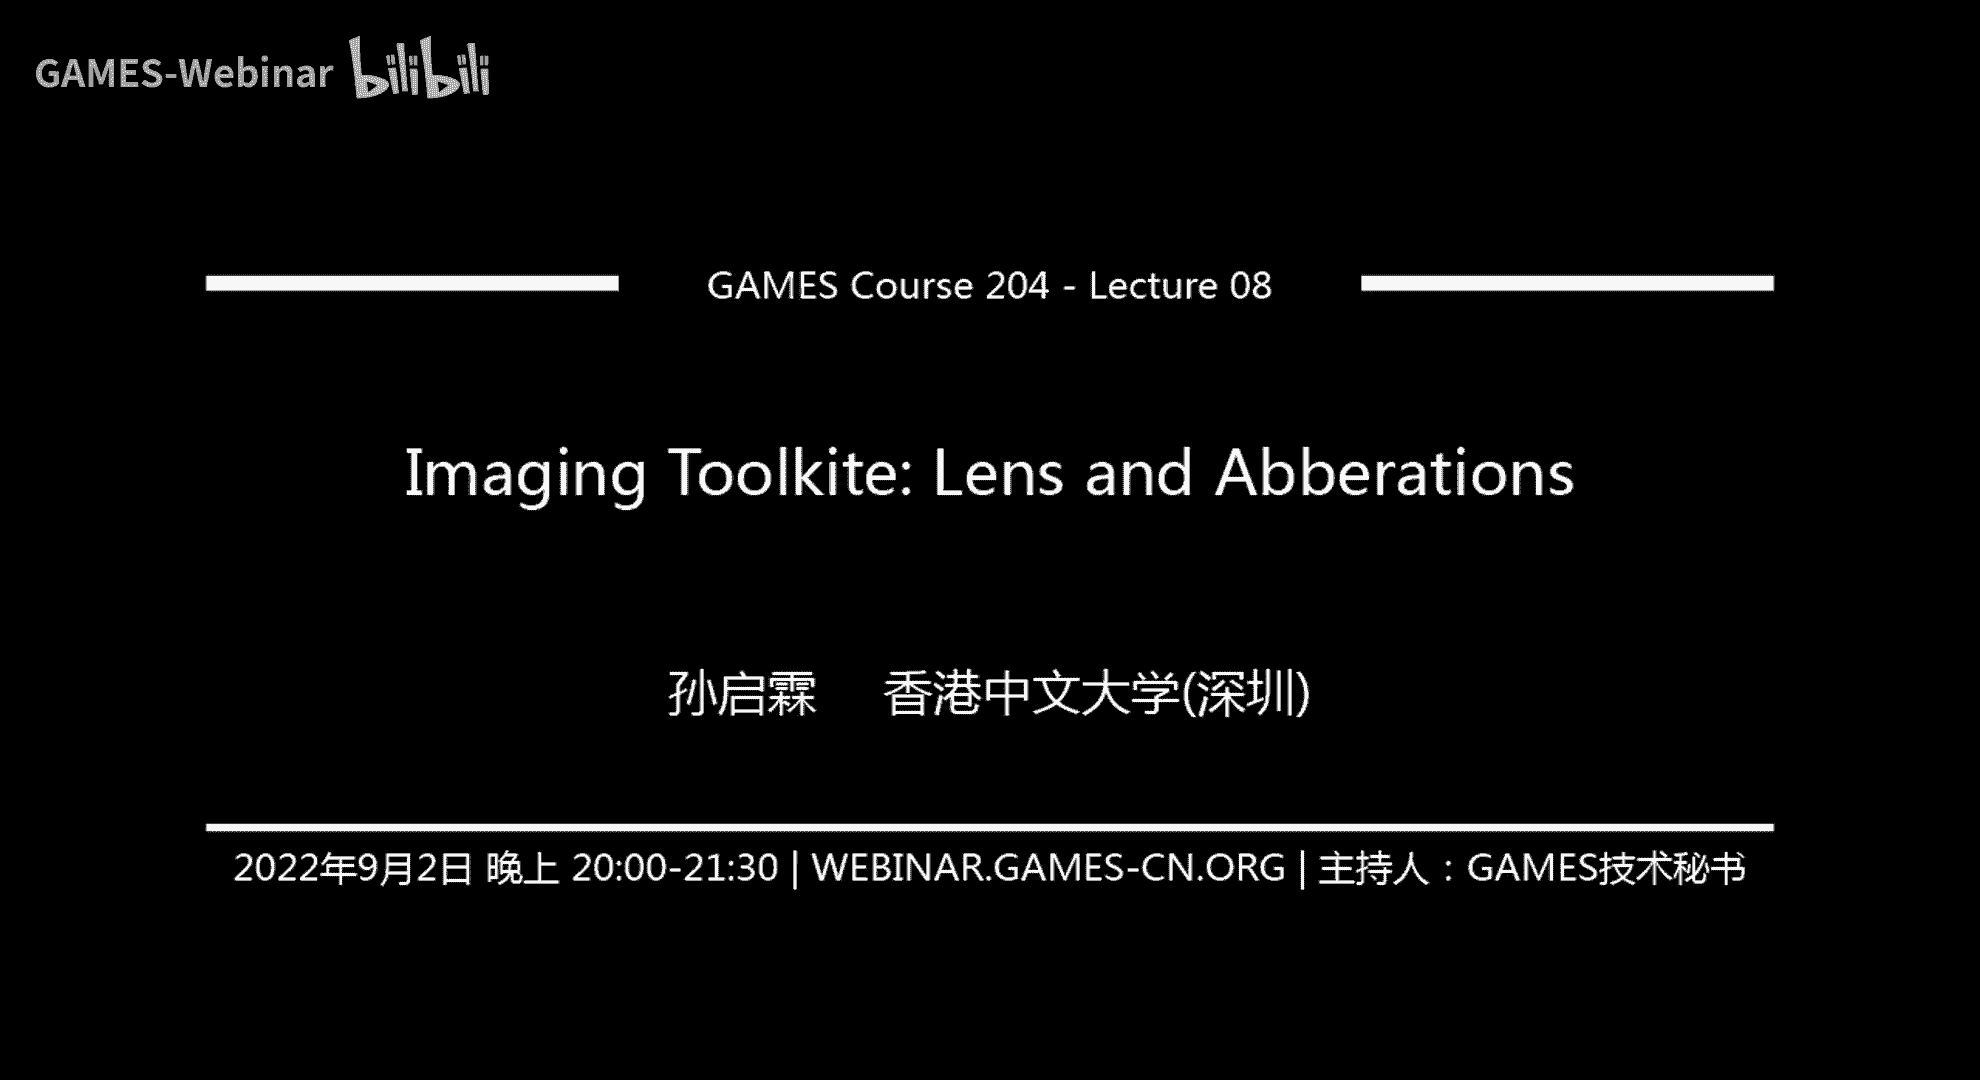 GAMES-Webinar bilibili
GAMES Course 204 - Lecture 08
Imaging Toolkite: Lens and Abberations
孙启霖 香港中文大学(深圳)
2022年9月2日 晚上 20:00-21:30 | WEBINAR.GAMES-CN.ORG | 主持人：GAMES技术秘书